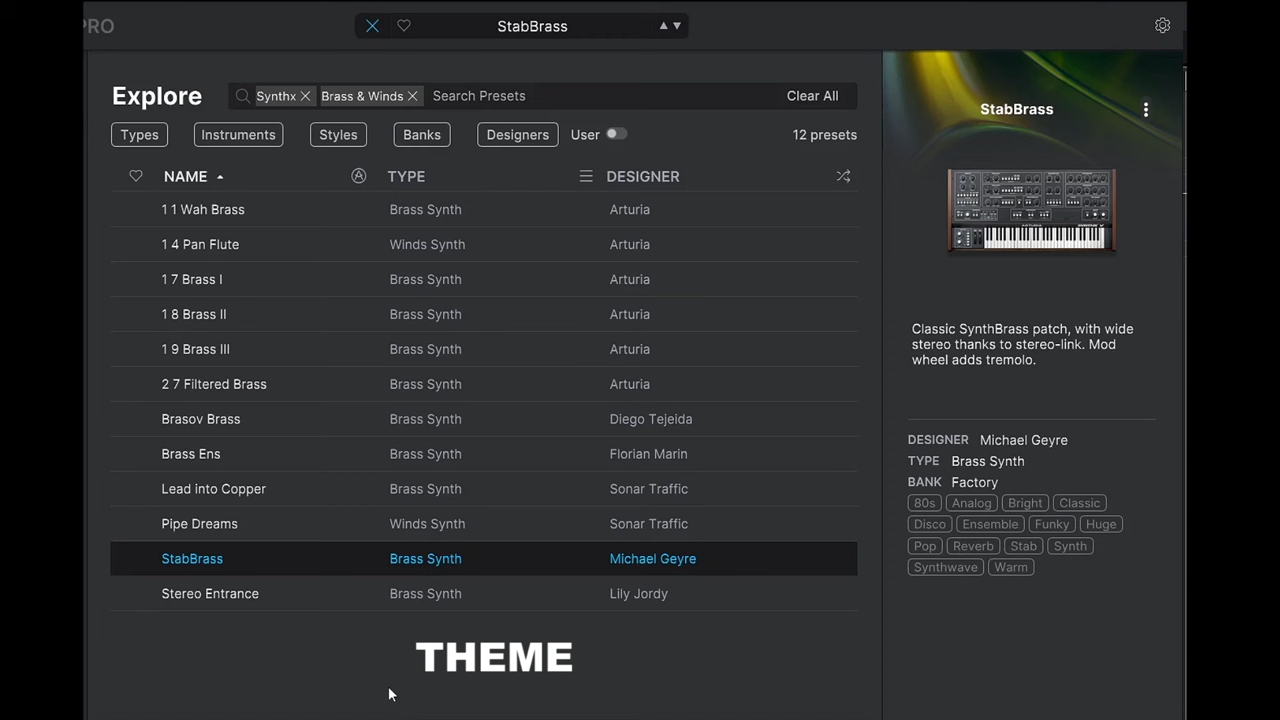 PRO
StabBrass
Explore
Synthx
Brass & Winds
Search Presets
Clear All
Types
Instruments
Styles
Banks
Designers
User
12 presets
NAME TYPE DESIGNER
1 1 Wah Brass Brass Synth Arturia
1 4 Pan Flute Winds Synth Arturia
1 7 Brass I Brass Synth Arturia
1 8 Brass II Brass Synth Arturia
1 9 Brass III Brass Synth Arturia
2 7 Filtered Brass Brass Synth Arturia
Brasov Brass Brass Synth Diego Tejeida
Brass Ens Brass Synth Florian Marin
Lead into Copper Brass Synth Sonar Traffic
Pipe Dreams Winds Synth Sonar Traffic
StabBrass Brass Synth Michael Geyre
Stereo Entrance Brass Synth Lily Jordy
THEME
StabBrass
Classic SynthBrass patch, with wide
stereo thanks to stereo-link. Mod
wheel adds tremolo.
DESIGNER Michael Geyre
TYPE Brass Synth
BANK Factory
80s Analog Bright Classic
Disco Ensemble Funky Huge
Pop Reverb Stab Synth
Synthwave Warm